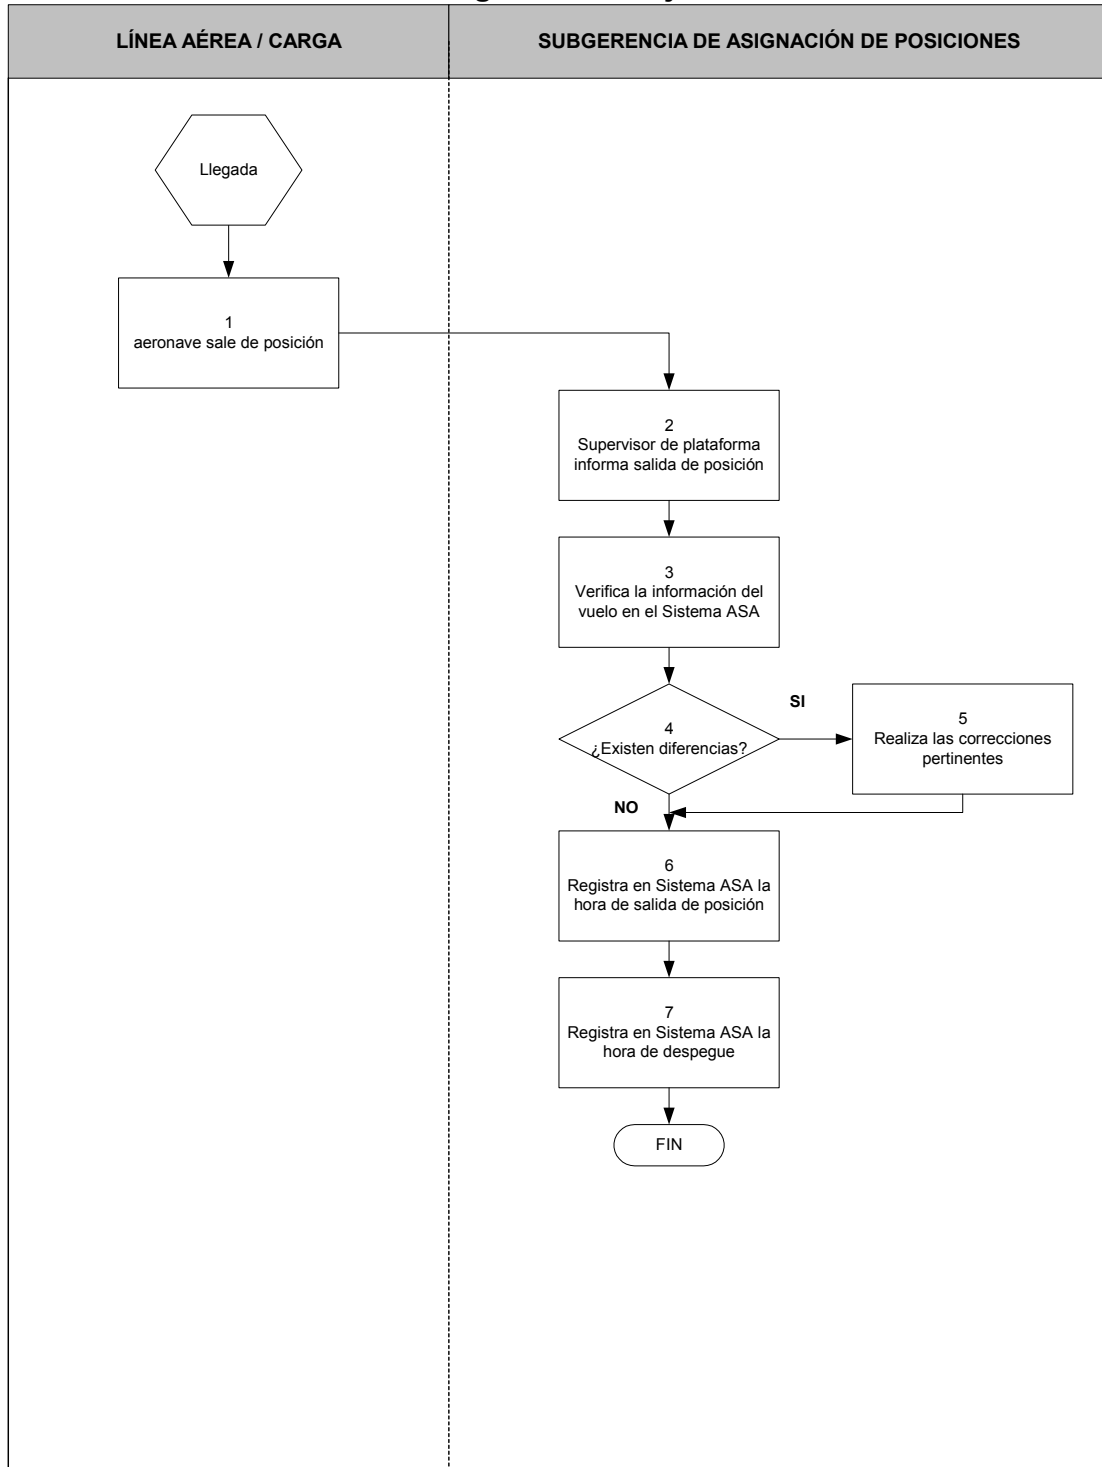 LÍNEA AÉREA / CARGA
SUBGERENCIA DE ASIGNACIÓN DE POSICIONES
Llegada
1
aeronave sale de posición
2
Supervisor de plataforma
informa salida de posición
3
Verifica la información del
vuelo en el Sistema ASA
4
¿Existen diferencias?
SI
5
Realiza las correcciones
pertinentes
NO
6
Registra en Sistema ASA la
hora de salida de posición
7
Registra en Sistema ASA la
hora de despegue
FIN